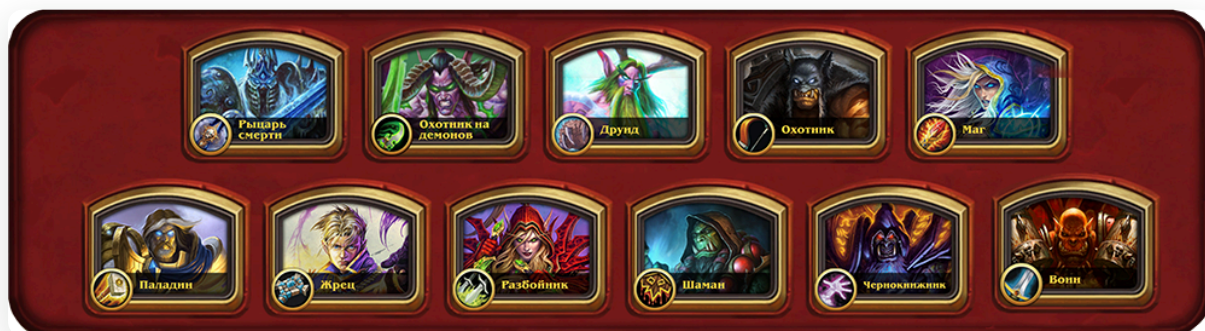 Рыцарь
смерти
Охотник на
демонов
Друид
Охотник
Маг
Паладин
Жрец
Разбойник
Шаман
Чернокнижник
Воин